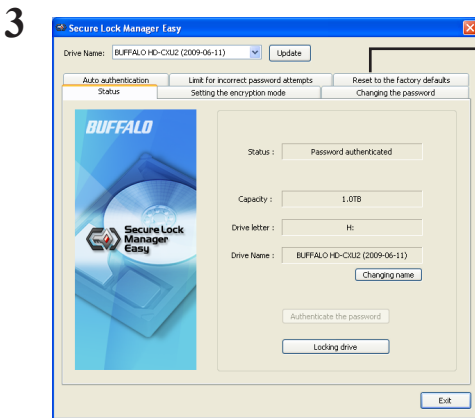 3
Secure Lock Manager Easy
Drive Name: BUFFALO HD-CXU2 (2009-06-11) Update
Auto authentication Limit for incorrect password attempts Reset to the factory defaults
Status Setting the encryption mode Changing the password
BUFFALO
Status : Password authenticated
Capacity : 1.0TB
Secure Lock
Manager
Easy
Drive letter : H:
Drive Name : BUFFALO HD-CXU2 (2009-06-11)
Changing name
Authenticate the password
Locking drive
Exit